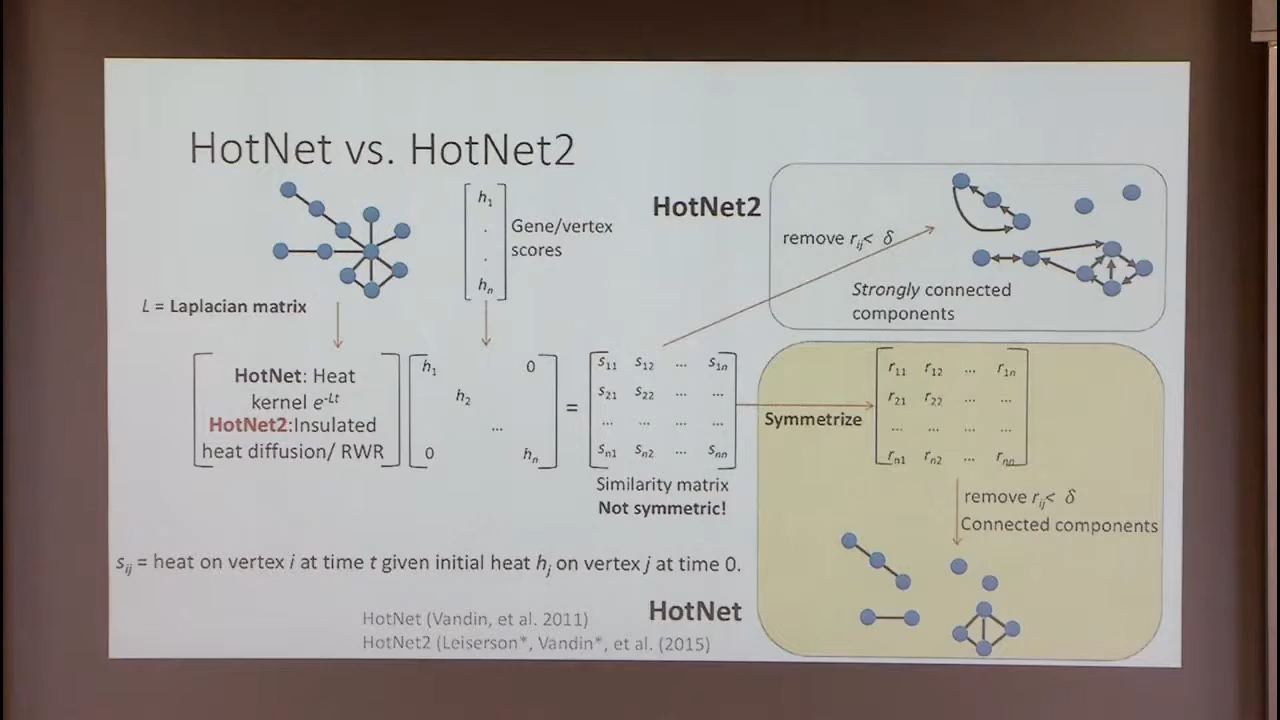 HotNet vs. HotNet2
h1
.
.
hn
Gene/vertex
scores
L = Laplacian matrix
HotNet: Heat
kernel e-Lt
HotNet2:Insulated
heat diffusion/ RWR
h1 0
h2
...
0 hn
=
s11 s12 ... s1n
s21 s22 ... ...
... ... ... ...
sn1 sn2 ... snn
Similarity matrix
Not symmetric!
HotNet2
remove rij< δ
Strongly connected
components
Symmetrize
r11 r12 ... r1n
r21 r22 ... ...
... ... ... ...
rn1 rn2 ... rnn
remove rij< δ
Connected components
sij = heat on vertex i at time t given initial heat hj on vertex j at time 0.
HotNet
HotNet (Vandin, et al. 2011)
HotNet2 (Leiserson*, Vandin*, et al. (2015)